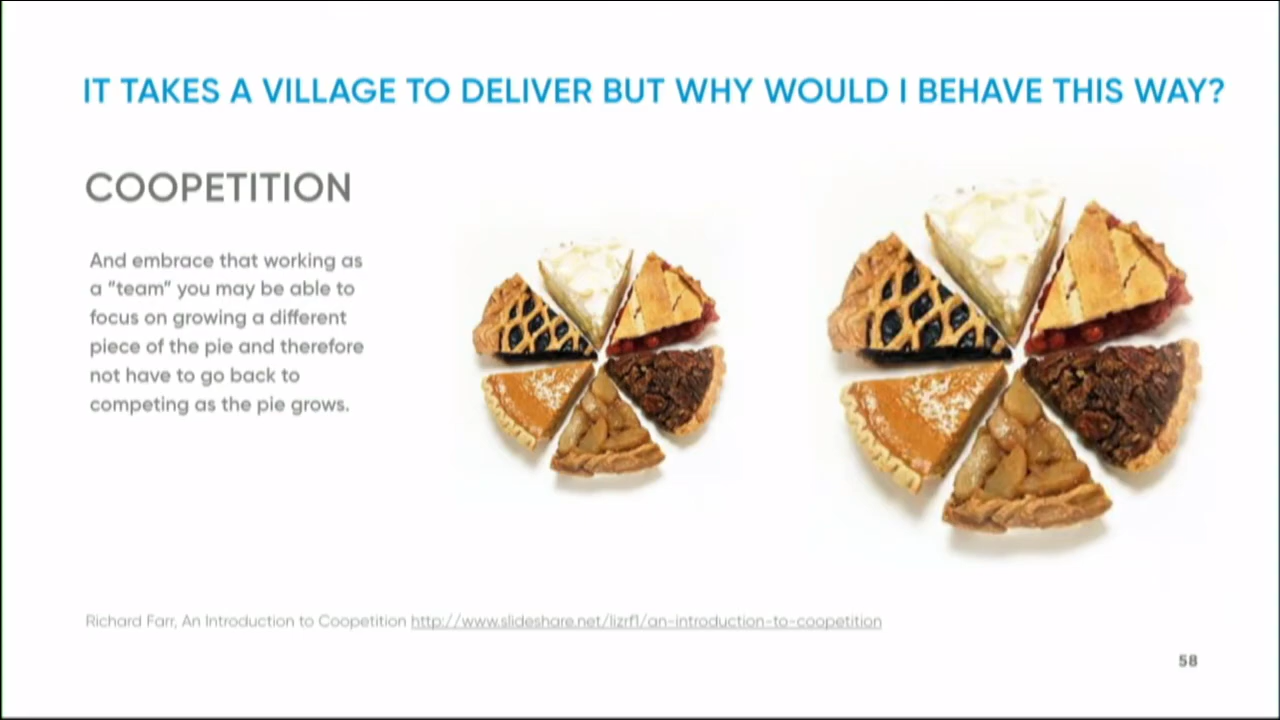 IT TAKES A VILLAGE TO DELIVER BUT WHY WOULD I BEHAVE THIS WAY?
COOPETITION
And embrace that working as
a “team” you may be able to
focus on growing a different
piece of the pie and therefore
not have to go back to
competing as the pie grows.
Richard Farr, An Introduction to Coopetition http://www.slideshare.net/lizrf1/an-introduction-to-coopetition
58